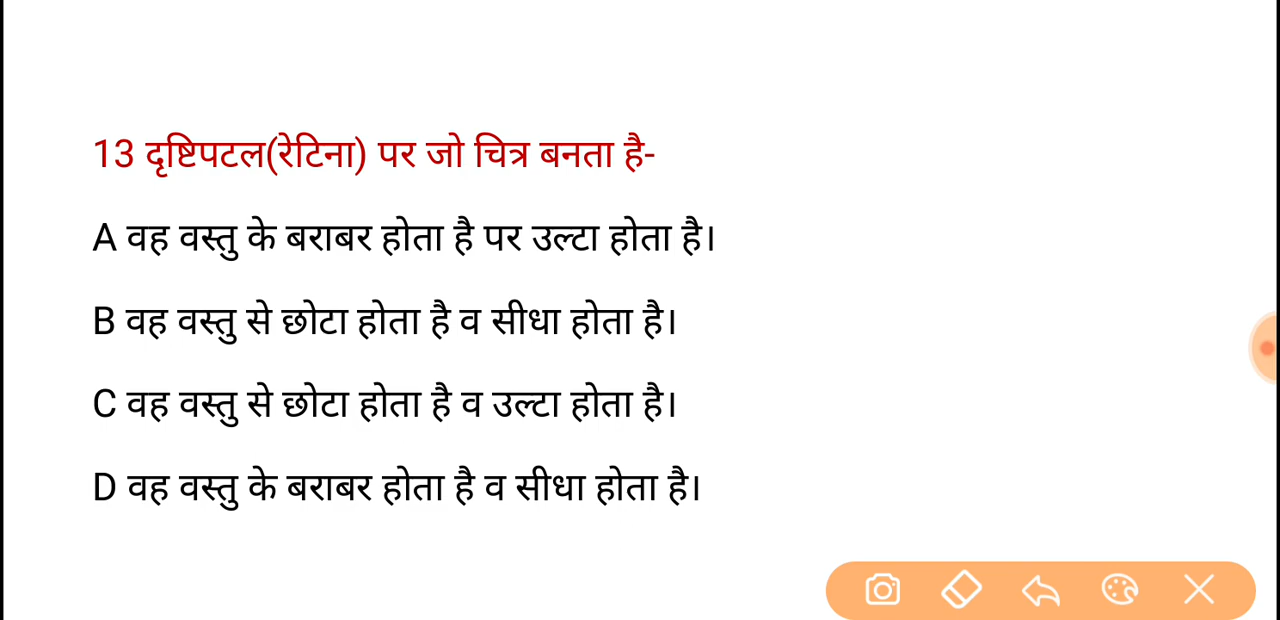 13 दृष्टिपटल(रेटिना) पर जो चित्र बनता है-
A वह वस्तु के बराबर होता है पर उल्टा होता है।
B वह वस्तु से छोटा होता है व सीधा होता है।
C वह वस्तु से छोटा होता है व उल्टा होता है।
D वह वस्तु के बराबर होता है व सीधा होता है।